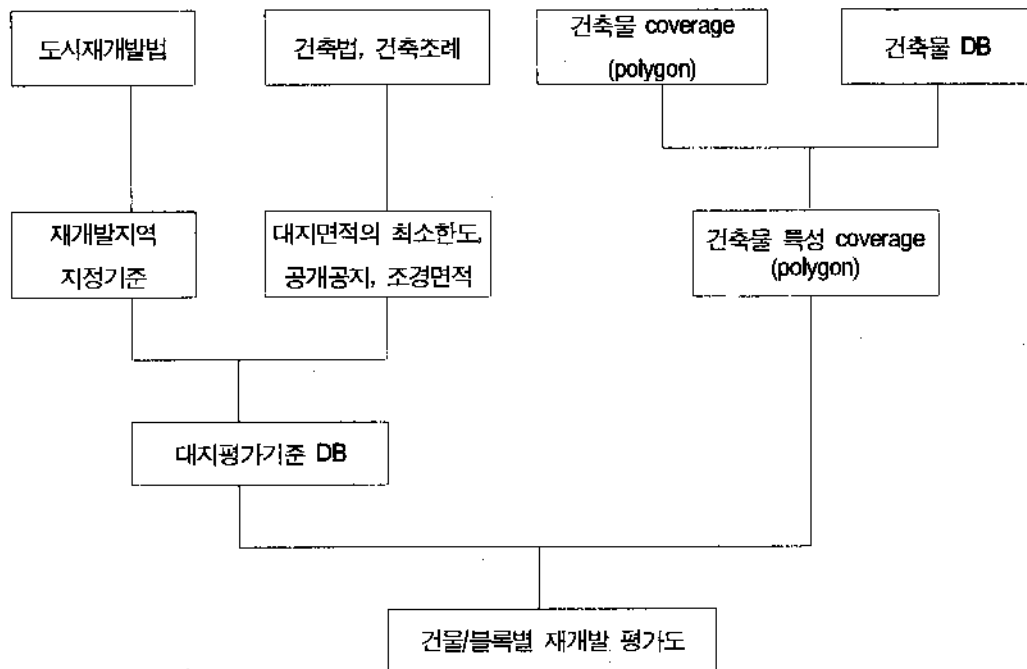 도시재개발법
건축법, 건축조례
건축물 coverage
(polygon)
건축물 DB
재개발지역
지정기준
대지면적의 최소한도,
공개공지, 조경면적
건축물 특성 coverage
(polygon)
대지평가기준 DB
건물/블록별 재개발 평가도